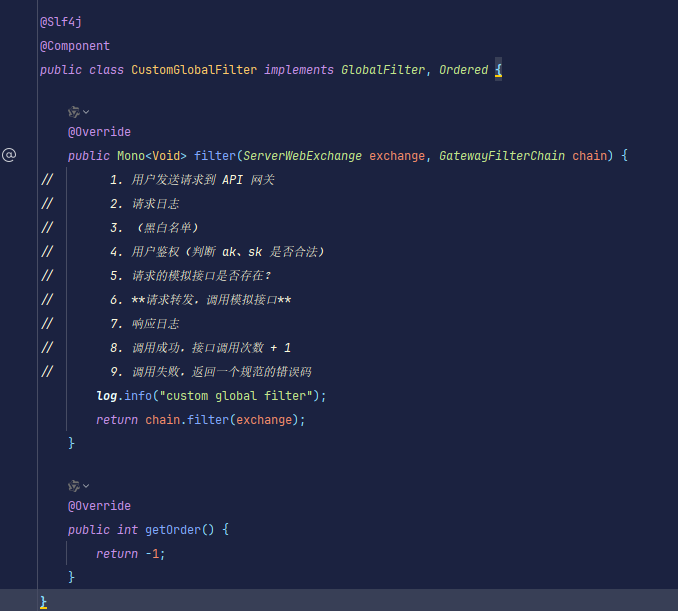 @Slf4j
@Component
public class CustomGlobalFilter implements GlobalFilter, Ordered {
@Override
public Mono<Void> filter(ServerWebExchange exchange, GatewayFilterChain chain) {
// 1. 用户发送请求到 API 网关
// 2. 请求日志
// 3. （黑白名单）
// 4. 用户鉴权（判断 ak、sk 是否合法）
// 5. 请求的模拟接口是否存在?
// 6. **请求转发，调用模拟接口**
// 7. 响应日志
// 8. 调用成功，接口调用次数 + 1
// 9. 调用失败，返回一个规范的错误码
log.info("custom global filter");
return chain.filter(exchange);
}
@Override
public int getOrder() {
return -1;
}
}